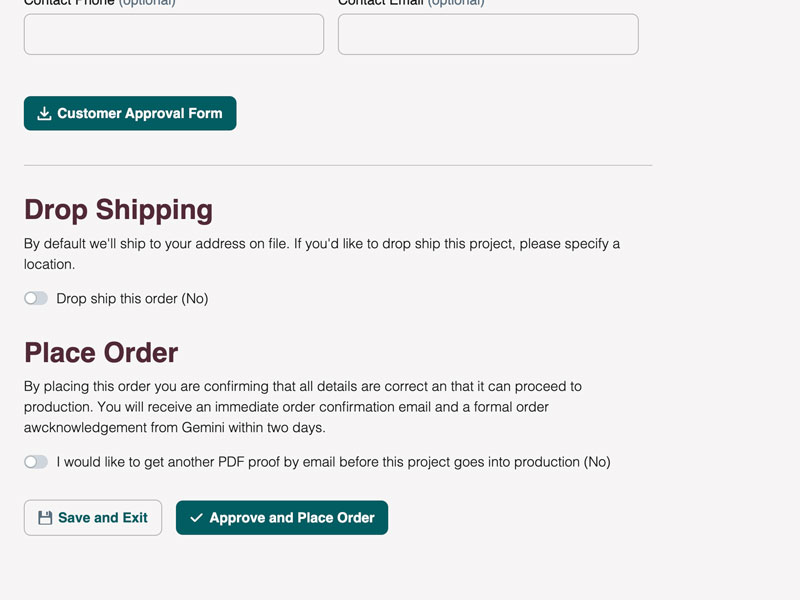 Contact Phone (optional)
Contact Email (optional)
Customer Approval Form
Drop Shipping
By default we'll ship to your address on file. If you'd like to drop ship this project, please specify a
location.
Drop ship this order (No)
Place Order
By placing this order you are confirming that all details are correct an that it can proceed to
production. You will receive an immediate order confirmation email and a formal order
awcknowledgement from Gemini within two days.
I would like to get another PDF proof by email before this project goes into production (No)
Save and Exit
Approve and Place Order